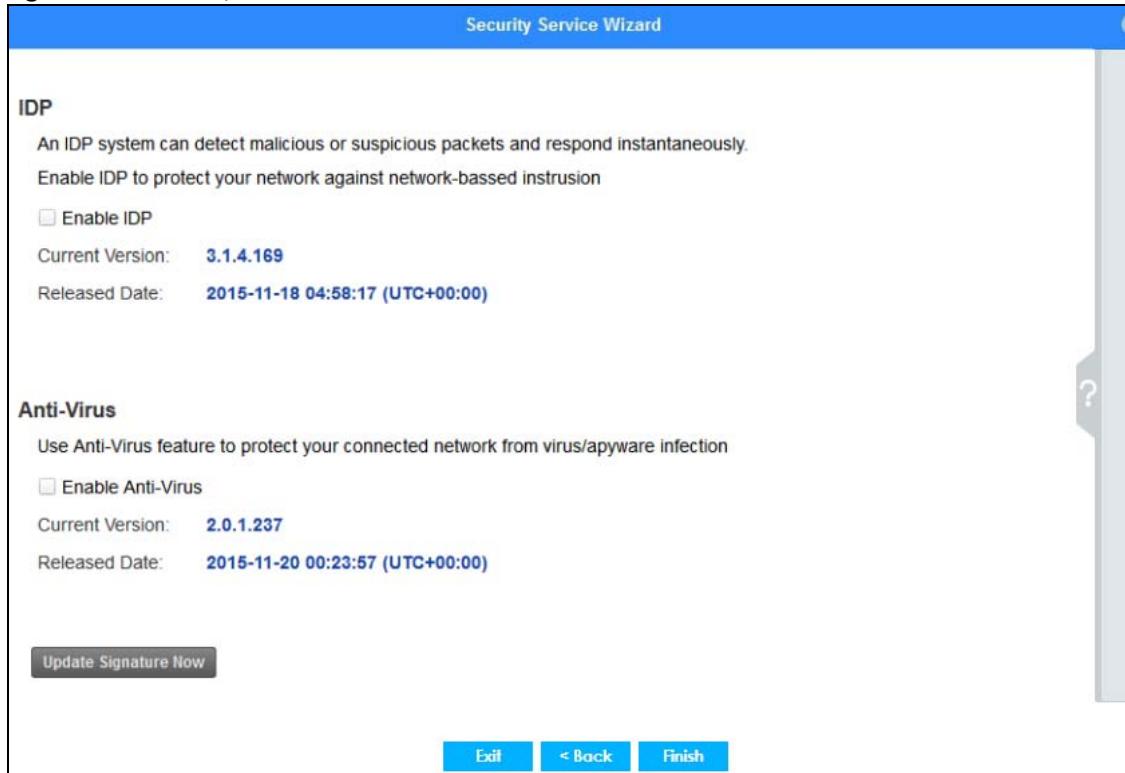 Security Service Wizard
IDP
An IDP system can detect malicious or suspicious packets and respond instantaneously.
Enable IDP to protect your network against network-bassed instrusion
Enable IDP
Current Version: 3.1.4.169
Released Date: 2015-11-18 04:58:17 (UTC+00:00)
?
Anti-Virus
Use Anti-Virus feature to protect your connected network from virus/apyware infection
Enable Anti-Virus
Current Version: 2.0.1.237
Released Date: 2015-11-20 00:23:57 (UTC+00:00)
Update Signature Now
Exit < Back Finish